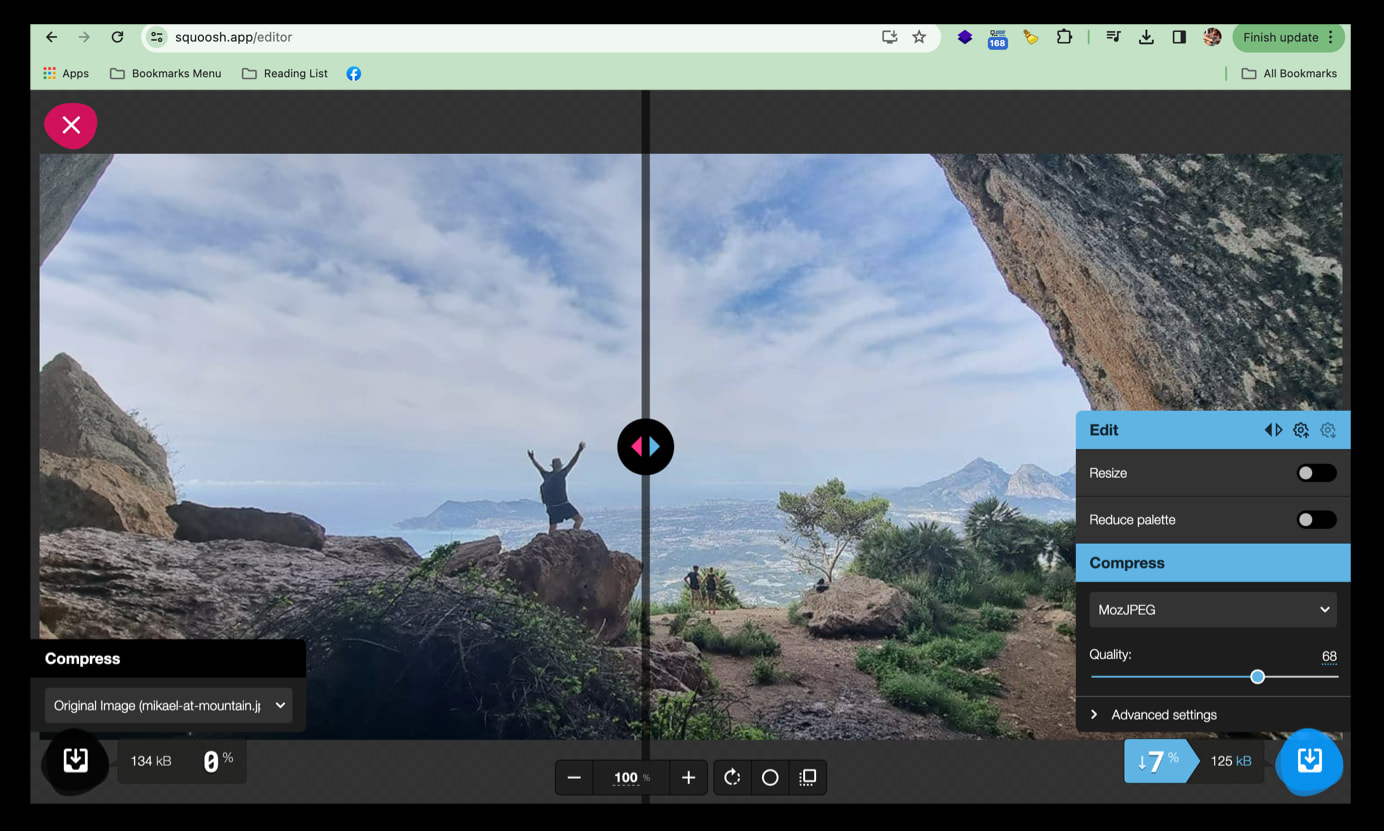 squoosh.app/editor
168
Finish update
Apps
Bookmarks Menu
Reading List
All Bookmarks
Edit
Resize
Reduce palette
Compress
MozJPEG
Quality:
68
Advanced settings
Compress
Original Image (mikael-at-mountain.j
134 kB
0 %
100 %
↓7 %
125 kB